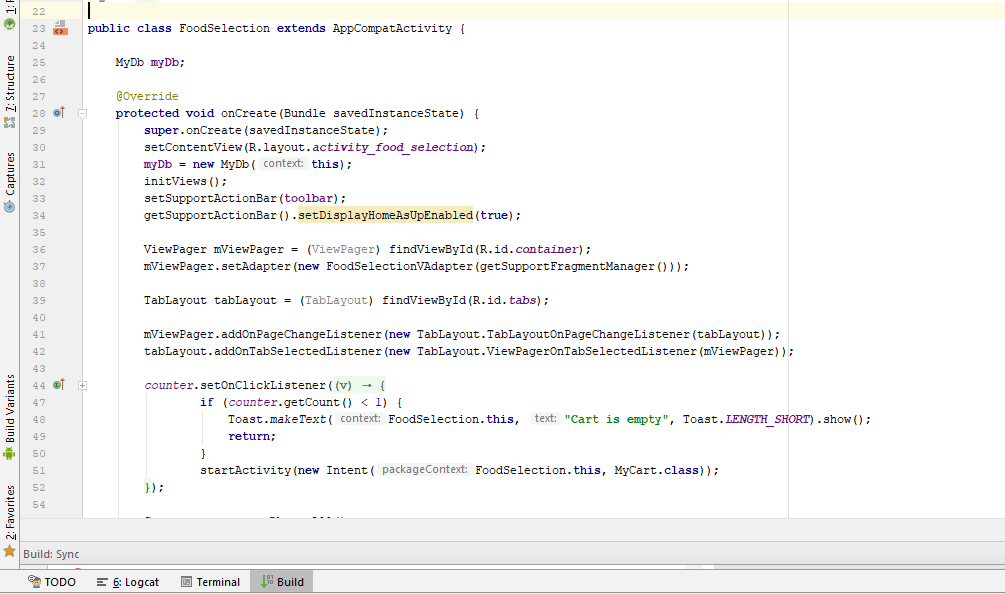 22
23 public class FoodSelection extends AppCompatActivity {
24
25 MyDb myDb;
26
27 @Override
28 protected void onCreate(Bundle savedInstanceState) {
29 super.onCreate(savedInstanceState);
30 setContentView(R.layout.activity_food_selection);
31 myDb = new MyDb( context: this);
32 initViews();
33 setSupportActionBar(toolbar);
34 getSupportActionBar().setDisplayHomeAsUpEnabled(true);
35
36 ViewPager mViewPager = (ViewPager) findViewById(R.id.container);
37 mViewPager.setAdapter(new FoodSelectionVAdapter(getSupportFragmentManager()));
38
39 TabLayout tabLayout = (TabLayout) findViewById(R.id.tabs);
40
41 mViewPager.addOnPageChangeListener(new TabLayout.TabLayoutOnPageChangeListener(tabLayout));
42 tabLayout.addOnTabSelectedListener(new TabLayout.ViewPagerOnTabSelectedListener(mViewPager));
43
44 counter.setOnClickListener((v) → {
47 if (counter.getCount() < 1) {
48 Toast.makeText( context: FoodSelection.this, text: "Cart is empty", Toast.LENGTH_SHORT).show();
49 return;
50 }
51 startActivity(new Intent( packageContext: FoodSelection.this, MyCart.class));
52 });
54
7: Structure
Captures
Build Variants
2: Favorites
Build: Sync
TODO 6: Logcat Terminal Build